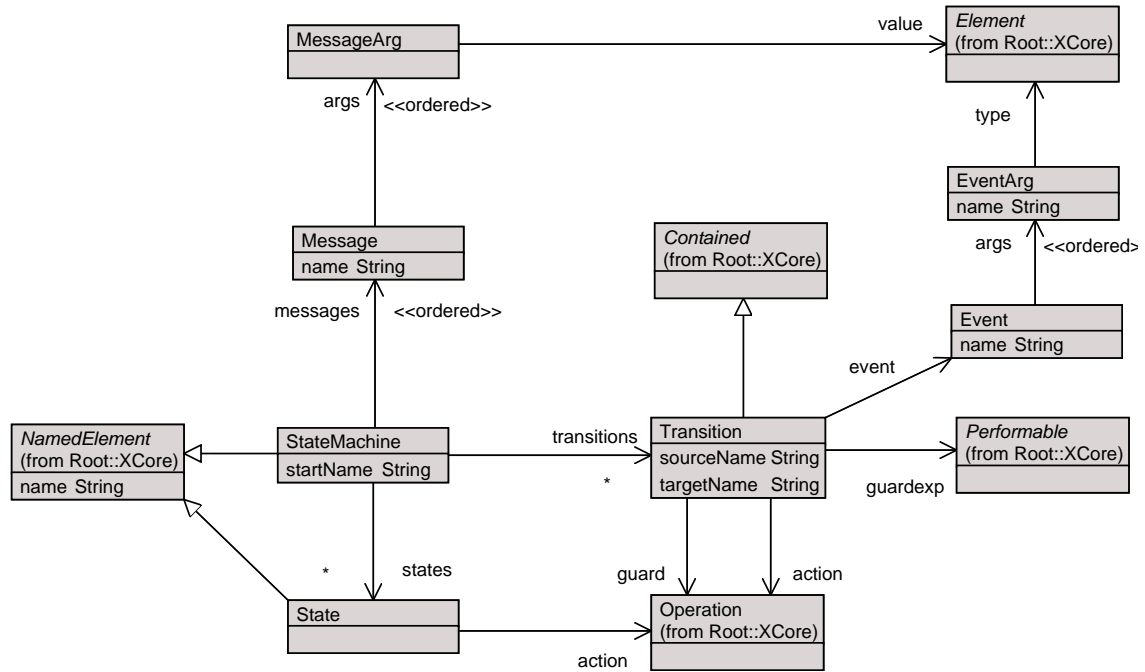 MessageArg
value
Element
(from Root::XCore)
args
<<ordered>>
type
EventArg
name String
Message
name String
Contained
(from Root::XCore)
args
<<ordered>>
messages
<<ordered>>
Event
name String
event
NamedElement
(from Root::XCore)
name String
StateMachine
startName String
transitions
*
Transition
sourceName String
targetName String
Performable
(from Root::XCore)
guardexp
*
states
guard
action
State
action
Operation
(from Root::XCore)